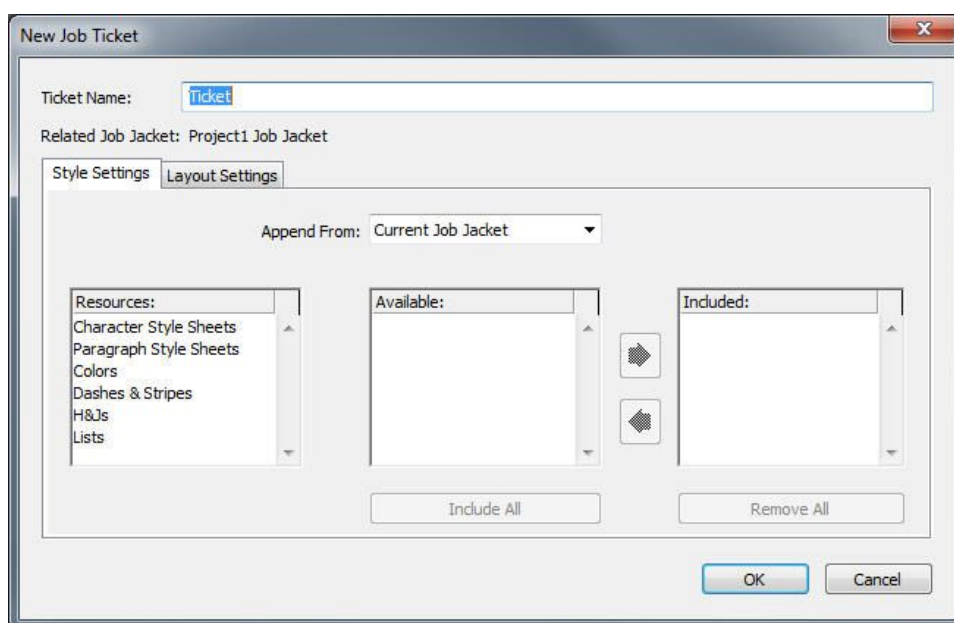 New Job Ticket
Ticket Name: Ticket
Related Job Jacket: Project1 Job Jacket
Style Settings Layout Settings
Append From: Current Job Jacket
Resources: Available: Included:
Character Style Sheets
Paragraph Style Sheets
Colors
Dashes & Stripes
H&Js
Lists
Include All Remove All
OK Cancel